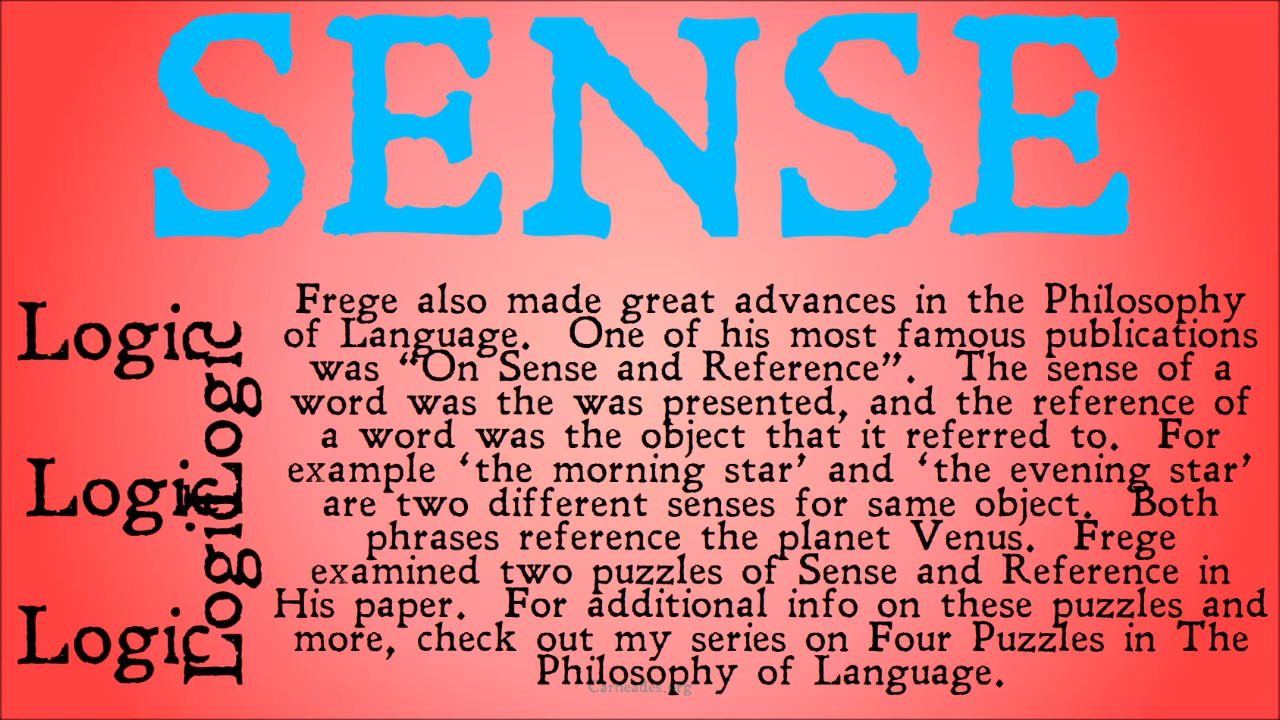 SENSE
Logic
Logic
Logic
Logic
Logic
Frege also made great advances in the Philosophy
of Language. One of his most famous publications
was “On Sense and Reference”. The sense of a
word was the was presented, and the reference of
a word was the object that it referred to. For
example ‘the morning star’ and ‘the evening star’
are two different senses for same object. Both
phrases reference the planet Venus. Frege
examined two puzzles of Sense and Reference in
His paper. For additional info on these puzzles and
more, check out my series on Four Puzzles in The
Philosophy of Language.
Carneades.org